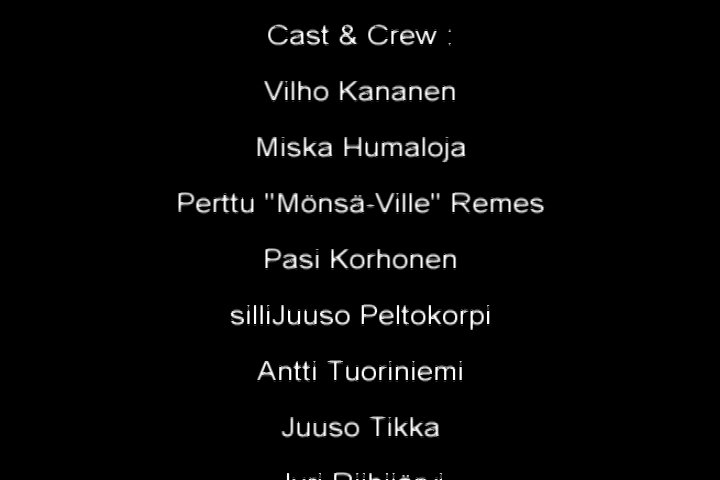 Cast & Crew :
Vilho Kananen
Miska Humaloja
Perttu "Mönsä-Ville" Remes
Pasi Korhonen
silliJuuso Peltokorpi
Antti Tuoriniemi
Juuso Tikka